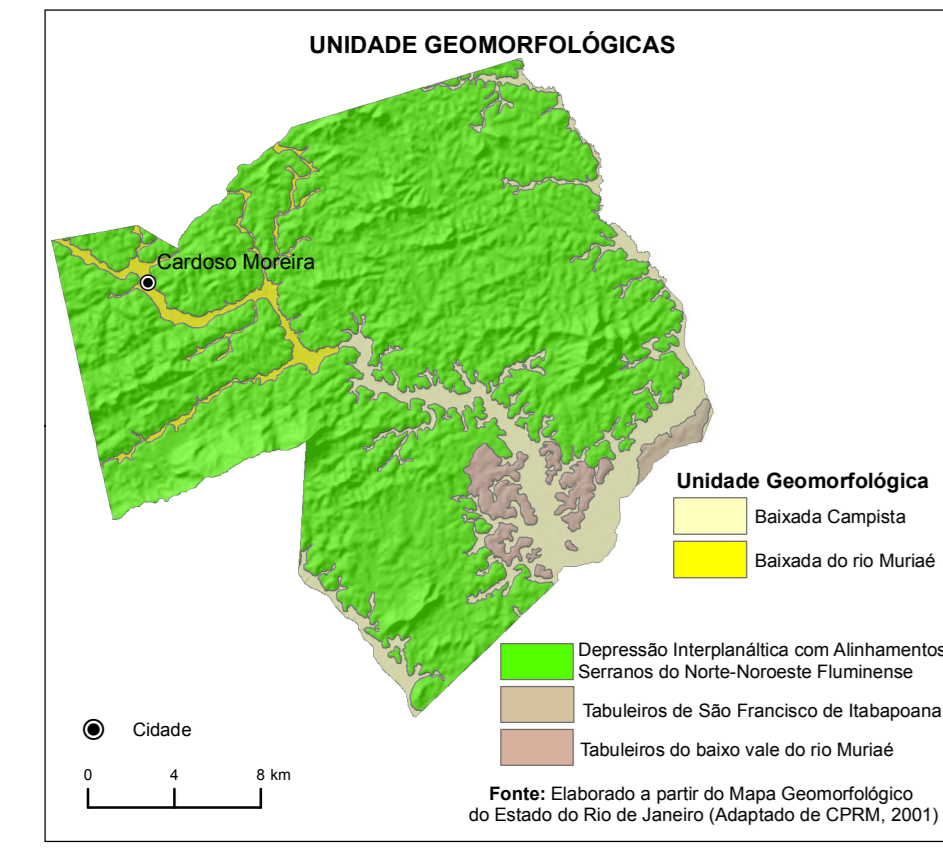 UNIDADE GEOMORFOLÓGICAS
Cardoso Moreira
Unidade Geomorfológica
Baixada Campista
Baixada do rio Muriaé
Depressão Interplanáltica com Alinhamentos
Serranos do Norte-Noroeste Fluminense
Tabuleiros de São Francisco de Itabapoana
Tabuleiros do baixo vale do rio Muriaé
Cidade
0 4 8 km
Fonte: Elaborado a partir do Mapa Geomorfológico
do Estado do Rio de Janeiro (Adaptado de CPRM, 2001)